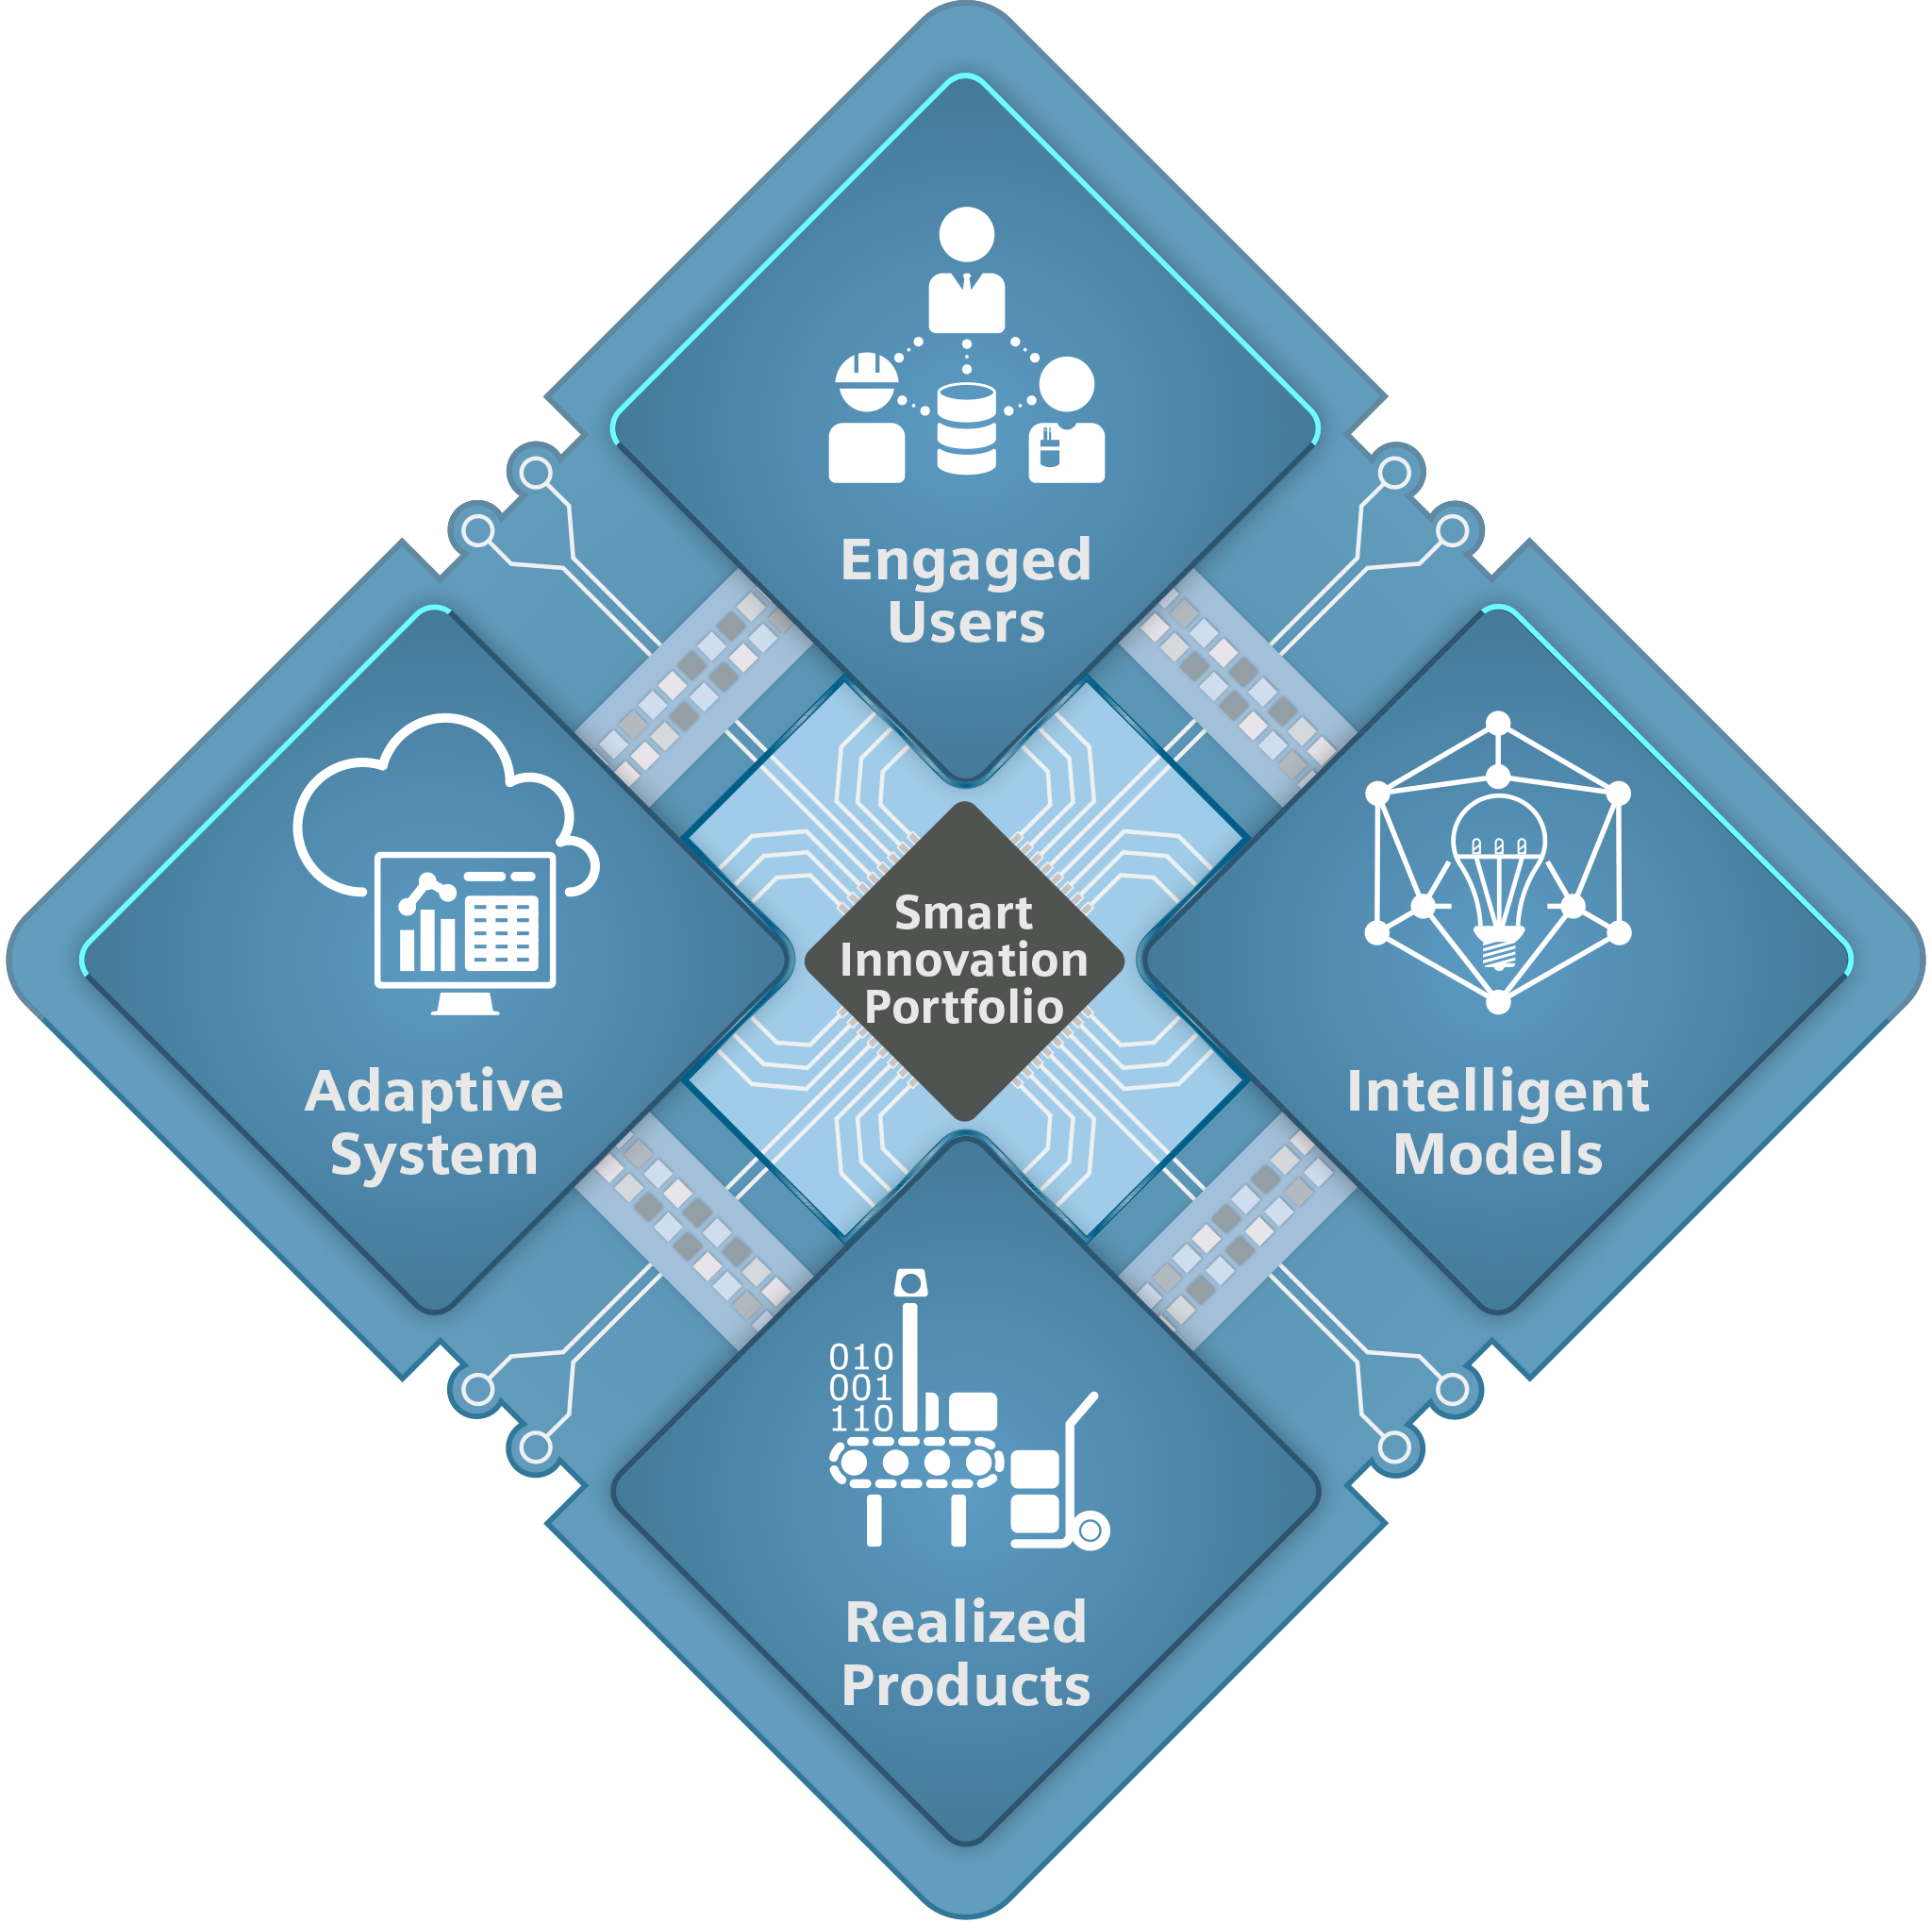 Engaged
Users
Smart
Innovation
Portfolio
Adaptive
System
Intelligent
Models
010
001
110
Realized
Products